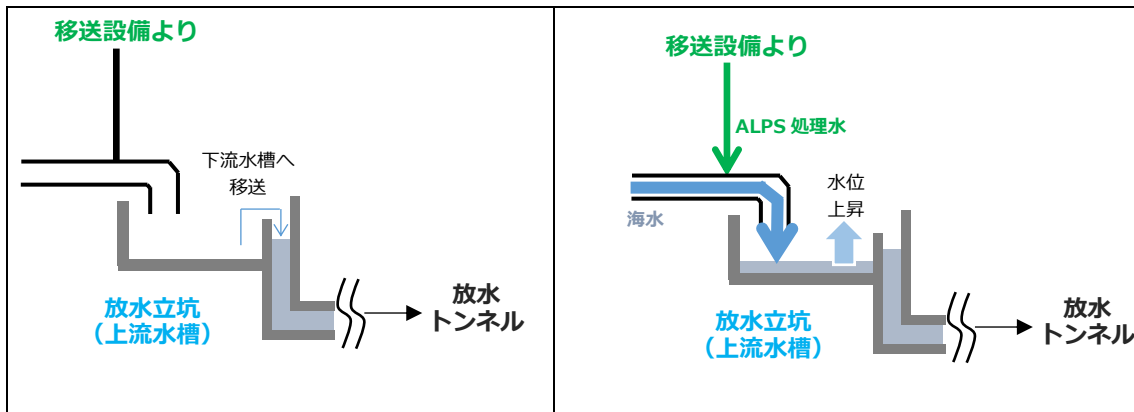 移送設備より
下流水槽へ
移送
放水立坑
（上流水槽）
放水
トンネル
移送設備より
ALPS 処理水
海水
水位
上昇
放水立坑
（上流水槽）
放水
トンネル